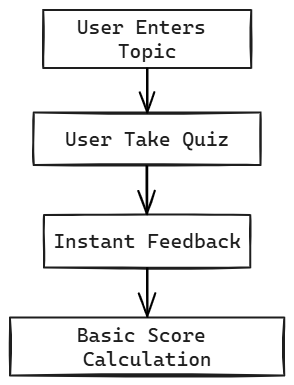 User Enters
Topic
User Take Quiz
Instant Feedback
Basic Score
Calculation